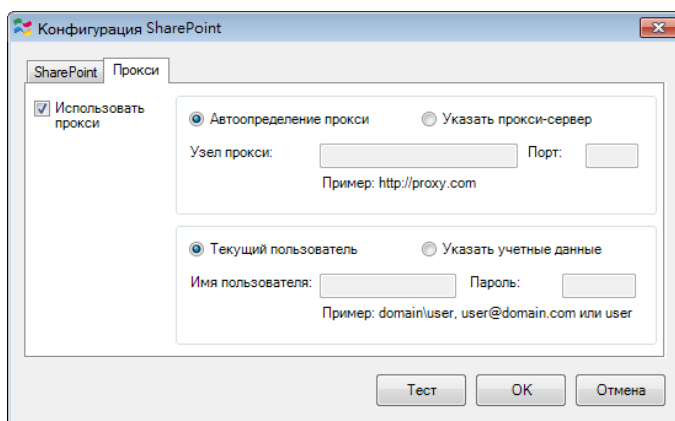 Конфигурация SharePoint
SharePoint Прокси
Использовать
прокси
Автоопределение прокси Указать прокси-сервер
Узел прокси: Порт:
Пример: http://proxy.com
Текущий пользователь Указать учетные данные
Имя пользователя: Пароль:
Пример: domain\user, user@domain.com или user
Тест OK Отмена